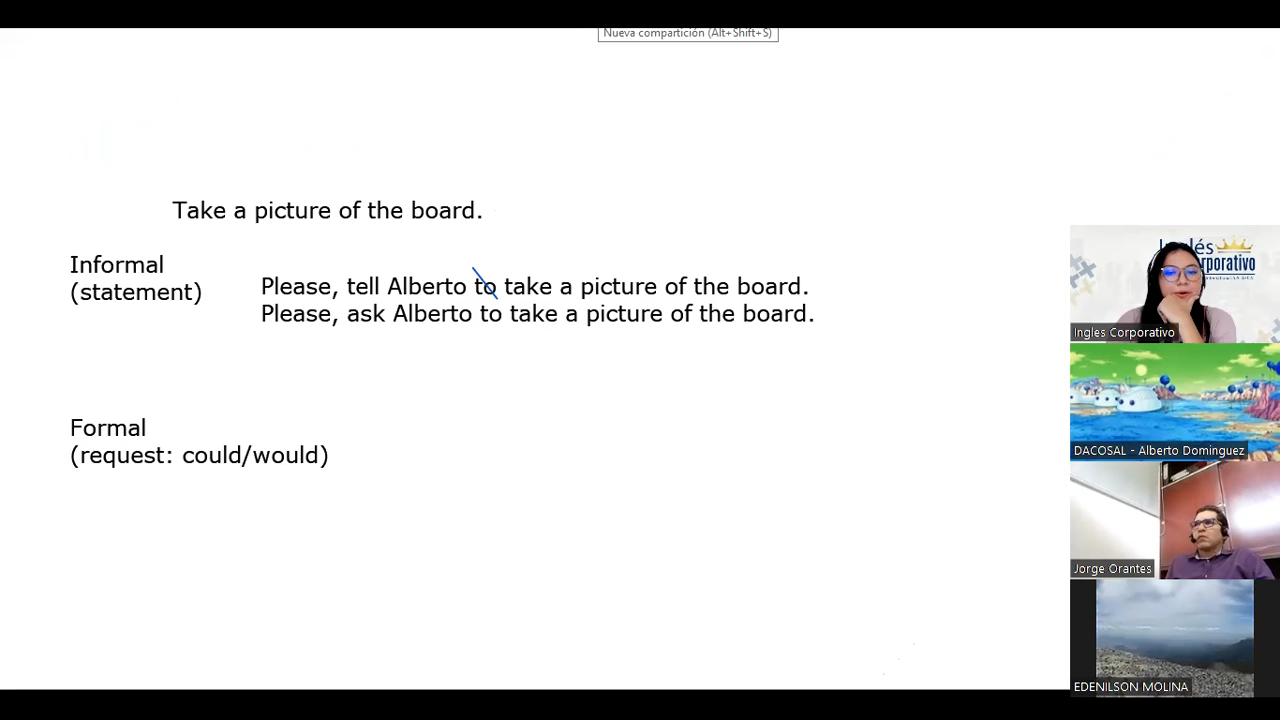 Nueva compartición (Alt+Shift+S)
Take a picture of the board.
Informal
(statement)
Please, tell Alberto to take a picture of the board.
Please, ask Alberto to take a picture of the board.
Formal
(request: could/would)
Inglés
Corporativo
Ingles Corporativo
DACOSAL - Alberto Dominguez
Jorge Orantes
EDENILSON MOLINA